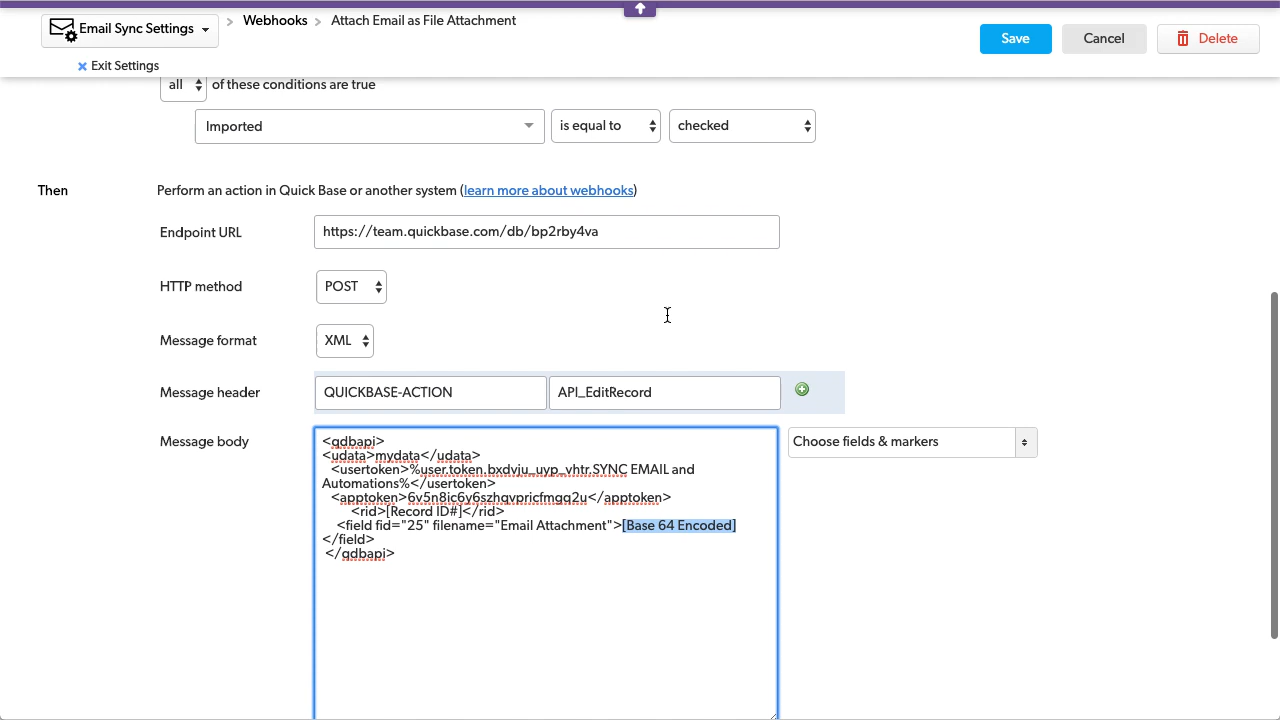 Email Sync Settings > Webhooks > Attach Email as File Attachment
Save Cancel Delete
Exit Settings
all of these conditions are true
Imported is equal to checked
Then Perform an action in Quick Base or another system (learn more about webhooks)
Endpoint URL https://team.quickbase.com/db/bp2rby4va
HTTP method POST
Message format XML
Message header QUICKBASE-ACTION API_EditRecord
Message body Choose fields & markers
<qdbapi>
<udata>mydata</udata>
<usertoken>%user.token.bxdvju_uyp_vhtr.SYNC EMAIL and
Automations%</usertoken>
<apptoken>6v5n8ic6y6szhqvpricfmgq2u</apptoken>
<rid>[Record ID#]</rid>
<field fid="25" filename="Email Attachment">[Base 64 Encoded]
</field>
</qdbapi>